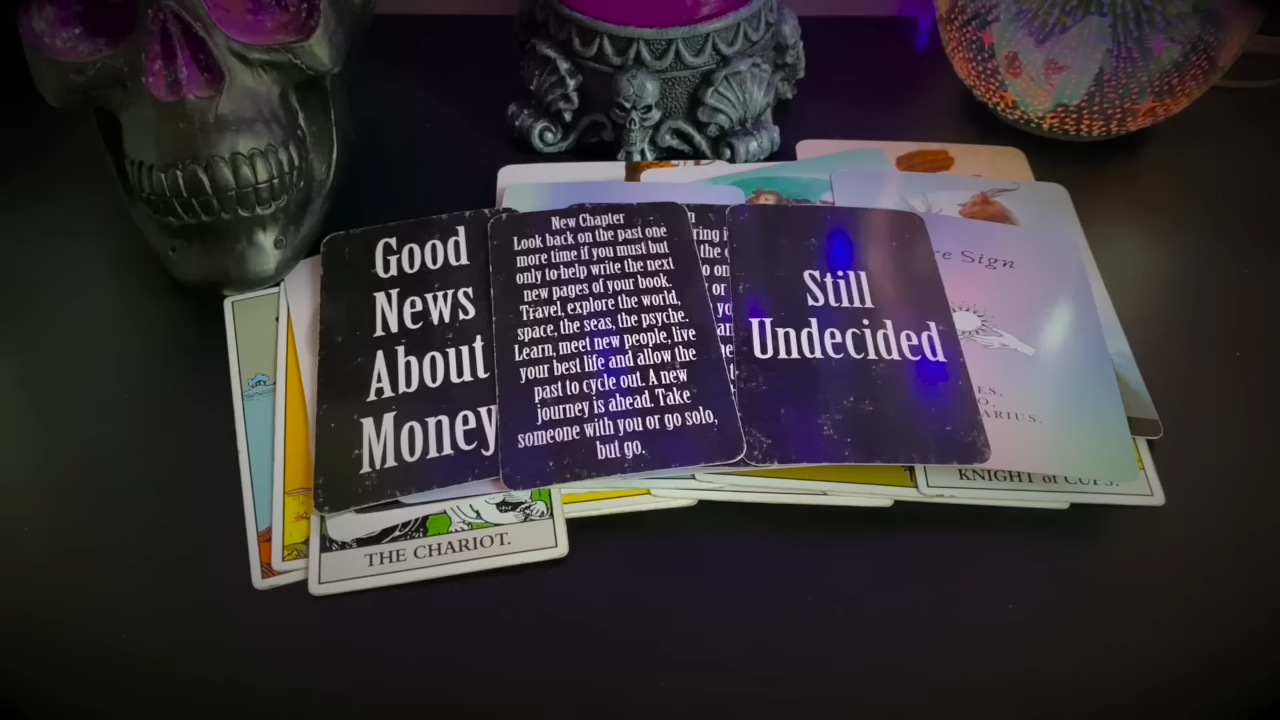 Good
News
About
Money
New Chapter
Look back on the past one
more time if you must but
only to help write the next
new pages of your book.
Travel, explore the world,
space, the seas, the psyche.
Learn, meet new people, live
your best life and allow the
past to cycle out. A new
journey is ahead. Take
someone with you or go solo,
but go.
Still
Undecided
Sign
THE CHARIOT.
KNIGHT of CUPS.